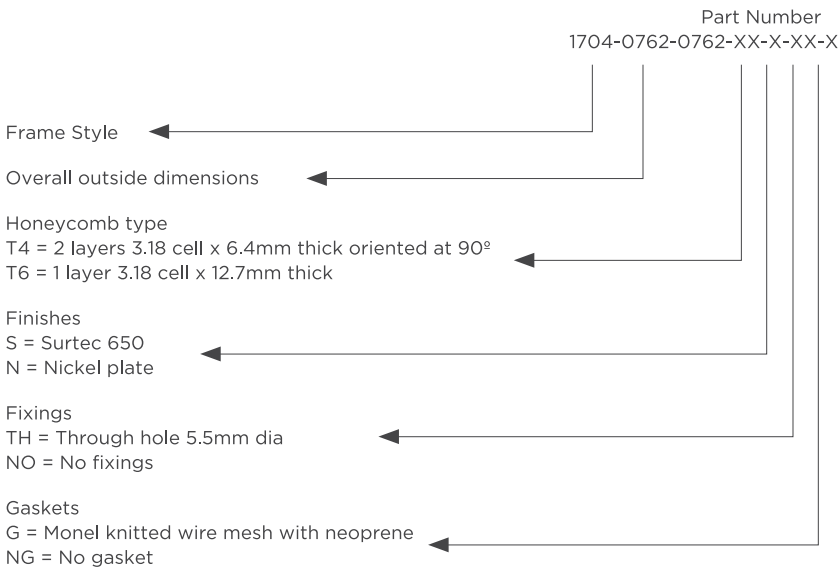 Part Number
1704-0762-0762-XX-X-XX-X
Frame Style
Overall outside dimensions
Honeycomb type
T4 = 2 layers 3.18 cell x 6.4mm thick oriented at 90º
T6 = 1 layer 3.18 cell x 12.7mm thick
Finishes
S = Surtec 650
N = Nickel plate
Fixings
TH = Through hole 5.5mm dia
NO = No fixings
Gaskets
G = Monel knitted wire mesh with neoprene
NG = No gasket